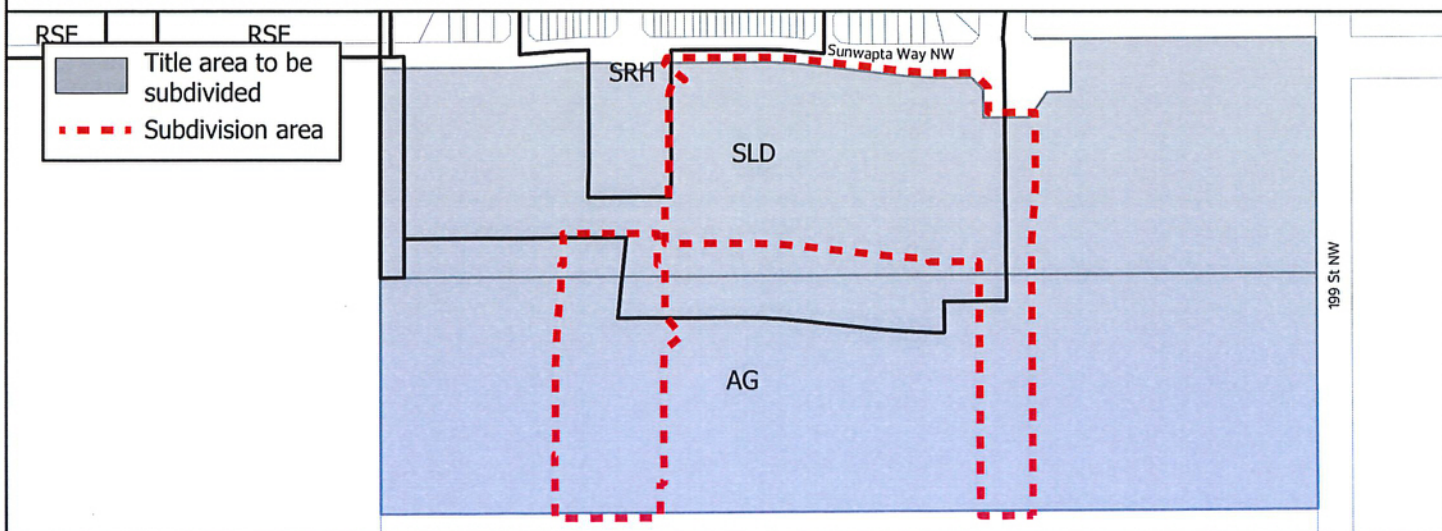 RSF
RSF
Title area to be
subdivided
Subdivision area
SRH
Sunwapta Way NW
SLD
AG
199 St NW